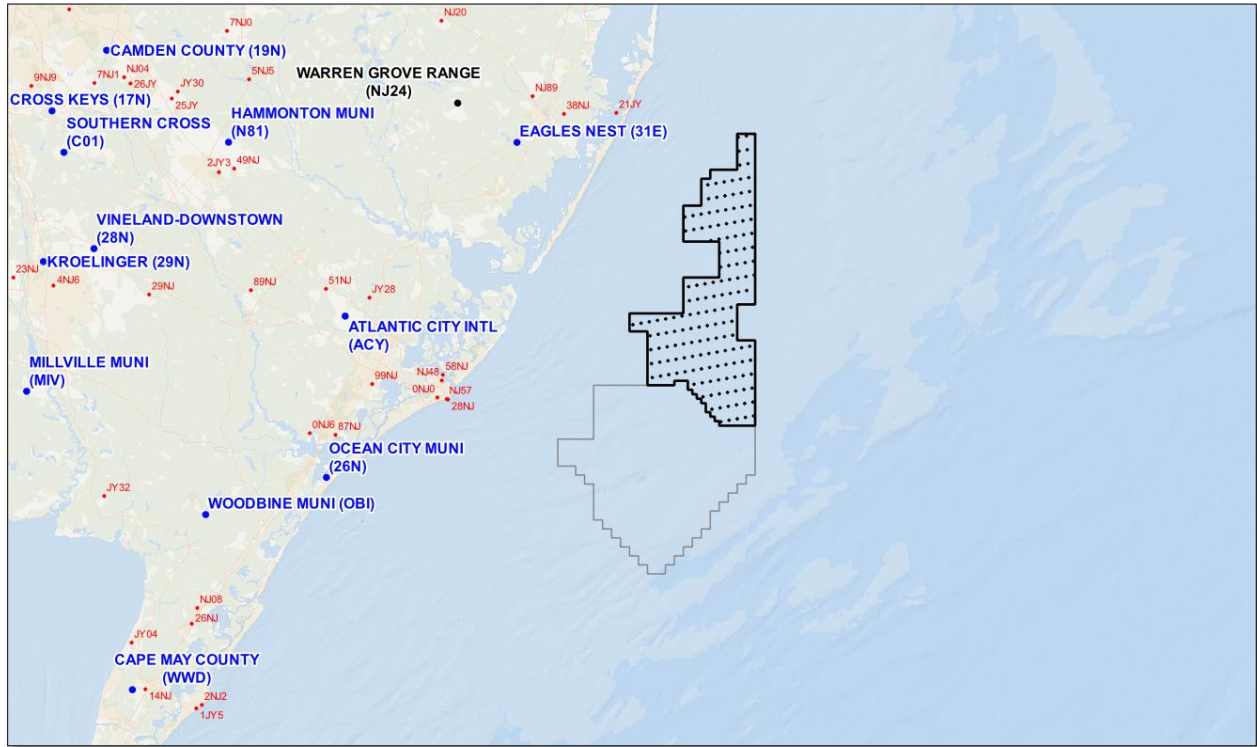 NJ20
7NJ0
CAMDEN COUNTY (19N)
9NJ9
7NJ1
NJ04
26JY
JY30
25JY
5NJ5
WARREN GROVE RANGE
(NJ24)
NJ89
38NJ
21JY
CROSS KEYS (17N)
SOUTHERN CROSS
(C01)
HAMMONTON MUNI
(N81)
EAGLES NEST (31E)
2JY3
49NJ
VINELAND-DOWNSTOWN
(28N)
KROELINGER (29N)
23NJ
4NJ6
29NJ
89NJ
51NJ
JY28
ATLANTIC CITY INTL
(ACY)
MILLVILLE MUNI
(MIV)
99NJ
NJ48
58NJ
0NJ0
NJ57
28NJ
0NJ6
87NJ
OCEAN CITY MUNI
(26N)
JY32
WOODBINE MUNI (OBI)
NJ08
26NJ
JY04
CAPE MAY COUNTY
(WWD)
14NJ
2NJ2
1JY5